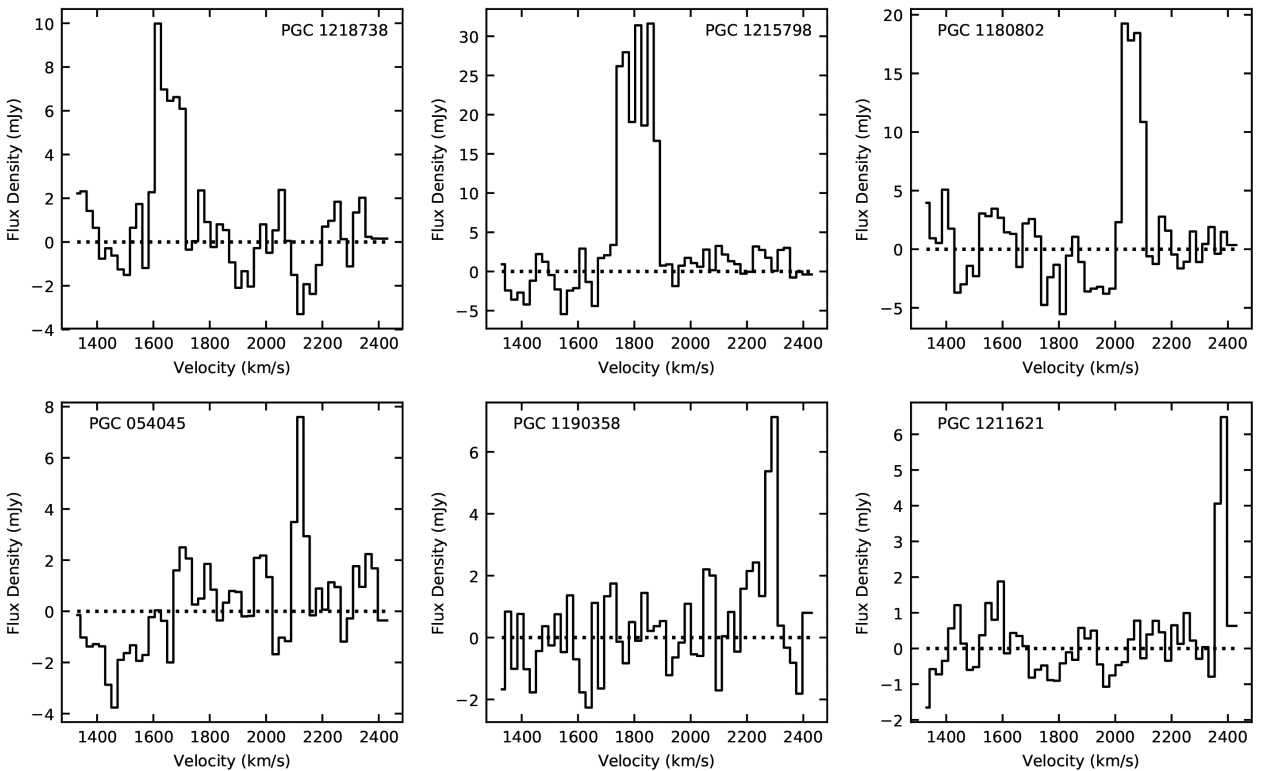 PGC 1218738
10
8
6
4
2
0
−2
−4
Flux Density (mJy)
1400 1600 1800 2000 2200 2400
Velocity (km/s)
PGC 1215798
30
25
20
15
10
5
0
−5
Flux Density (mJy)
1400 1600 1800 2000 2200 2400
Velocity (km/s)
PGC 1180802
20
15
10
5
0
−5
Flux Density (mJy)
1400 1600 1800 2000 2200 2400
Velocity (km/s)
PGC 054045
8
6
4
2
0
−2
−4
Flux Density (mJy)
1400 1600 1800 2000 2200 2400
Velocity (km/s)
PGC 1190358
6
4
2
0
−2
Flux Density (mJy)
1400 1600 1800 2000 2200 2400
Velocity (km/s)
PGC 1211621
6
5
4
3
2
1
0
−1
−2
Flux Density (mJy)
1400 1600 1800 2000 2200 2400
Velocity (km/s)